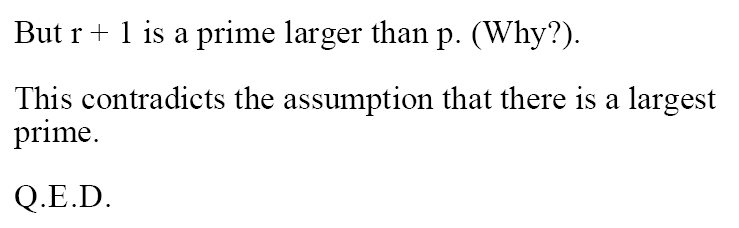 But r + 1 is a prime larger than p. (Why?).
This contradicts the assumption that there is a largest
prime.
Q.E.D.